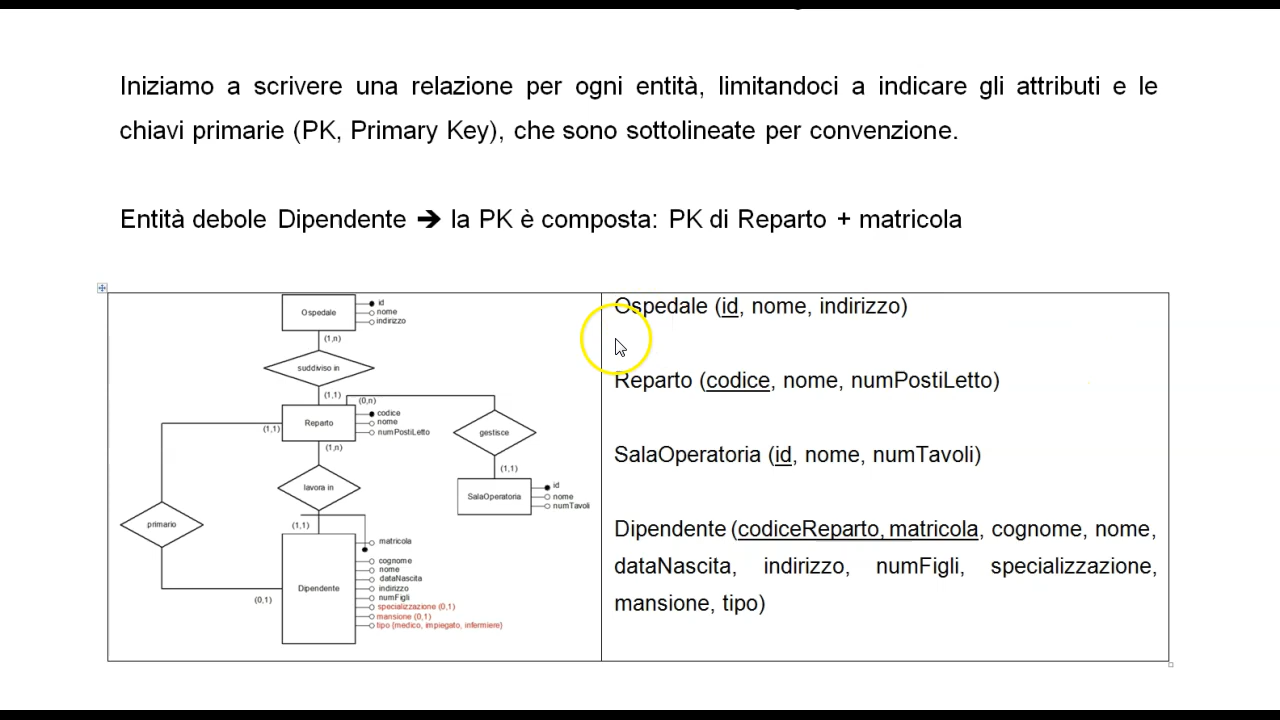 Iniziamo a scrivere una relazione per ogni entità, limitandoci a indicare gli attributi e le
chiavi primarie (PK, Primary Key), che sono sottolineate per convenzione.
Entità debole Dipendente ➔ la PK è composta: PK di Reparto + matricola
Ospedale
id
nome
indirizzo
(1,n)
suddiviso in
(1,1)
(0,n)
Reparto
codice
nome
numPostiLetto
(1,1)
(1,n)
gestisce
(1,1)
lavora in
SalaOperatoria
id
nome
numTavoli
primario
(1,1)
matricola
Dipendente
cognome
nome
dataNascita
indirizzo
numFigli
specializzazione (0,1)
mansione (0,1)
tipo {medico, impiegato, infermiere}
(0,1)
Ospedale (id, nome, indirizzo)
Reparto (codice, nome, numPostiLetto)
SalaOperatoria (id, nome, numTavoli)
Dipendente (codiceReparto, matricola, cognome, nome,
dataNascita, indirizzo, numFigli, specializzazione,
mansione, tipo)